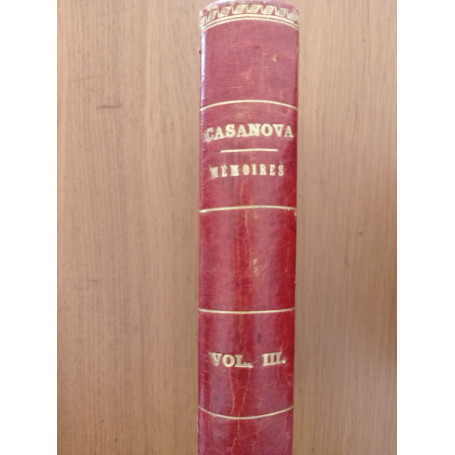 CASANOVA
MÉMOIRES
VOL. III.